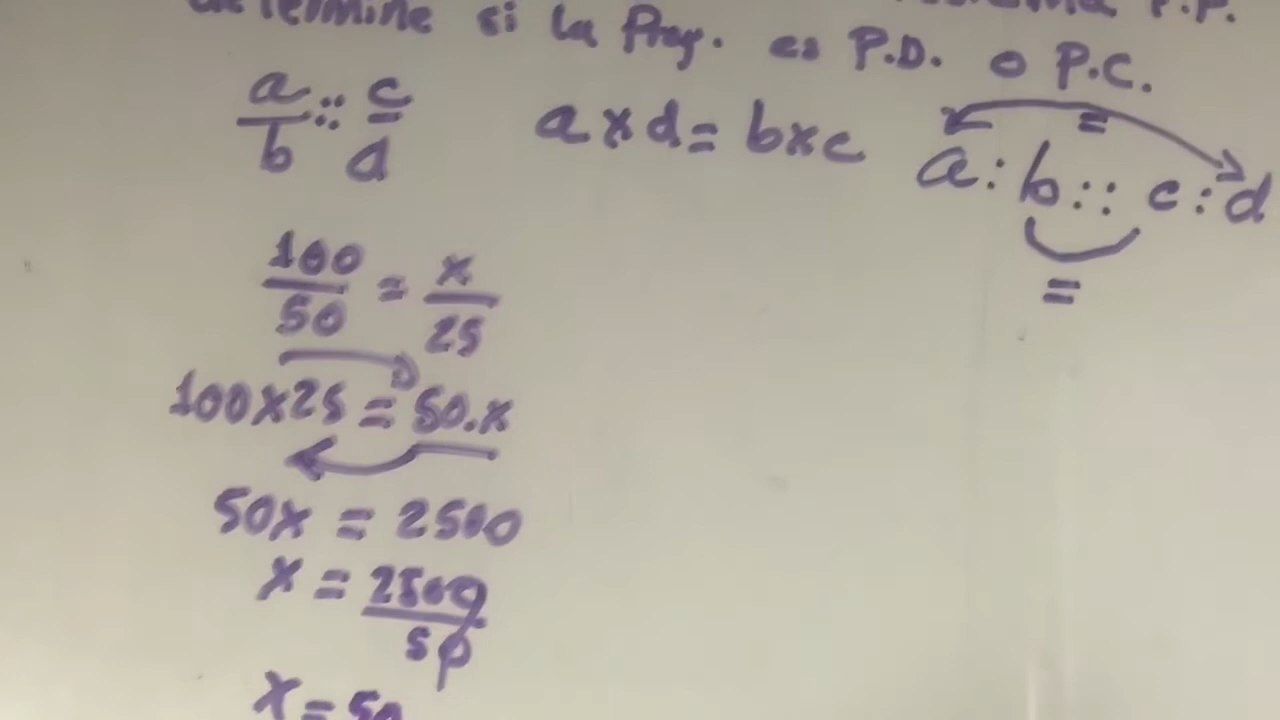 determine si la Prop. es P.D. o P.C.
a/b :: c/d
a x d = b x c
a : b :: c : d
=
=
100/50 = x/25
100x25 = 50.x
50x = 2500
x = 2500/50
x = 50